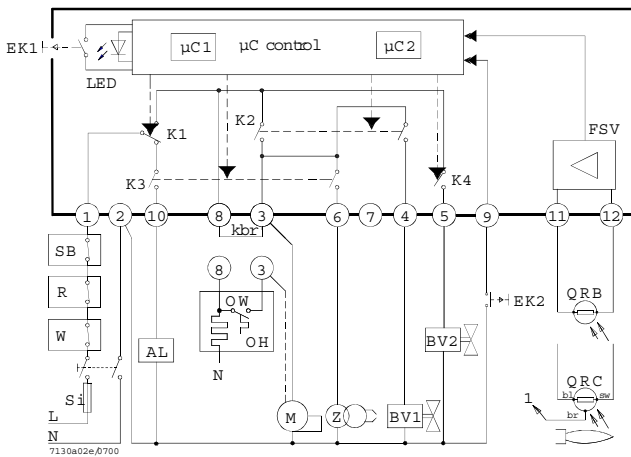 EK1
LED
µC1
µC control
µC2
FSV
K1
K2
K3
K4
1
2
10
8
3
6
7
4
5
9
11
12
kbr
SB
R
W
Si
L
N
AL
8
3
OW
OH
N
M
Z
BV1
BV2
EK2
QRB
QRC
bl
sw
br
1
7130a02e/0700